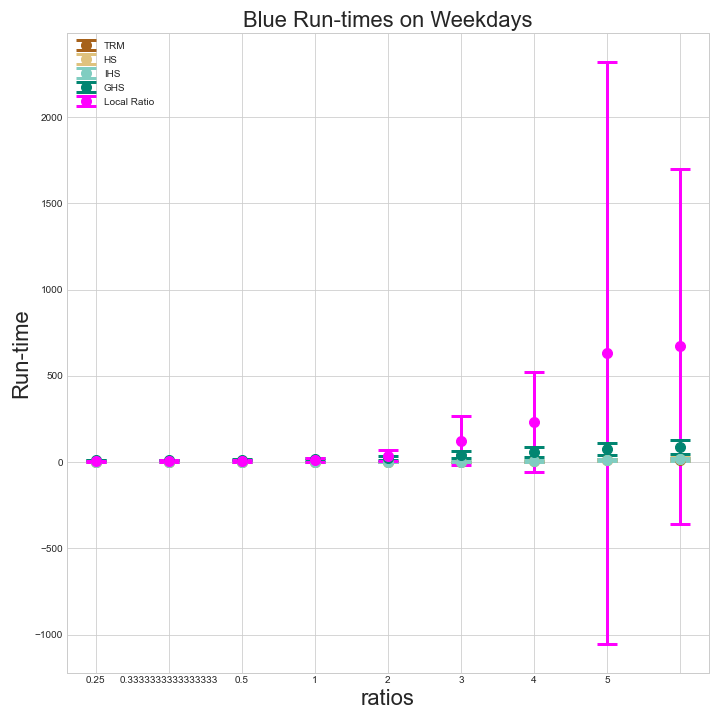 Blue Run-times on Weekdays
TRM
HS
IHS
GHS
Local Ratio
2000
1500
1000
500
0
−500
−1000
Run-time
0.25 0.3333333333333333 0.5 1 2 3 4 5
ratios